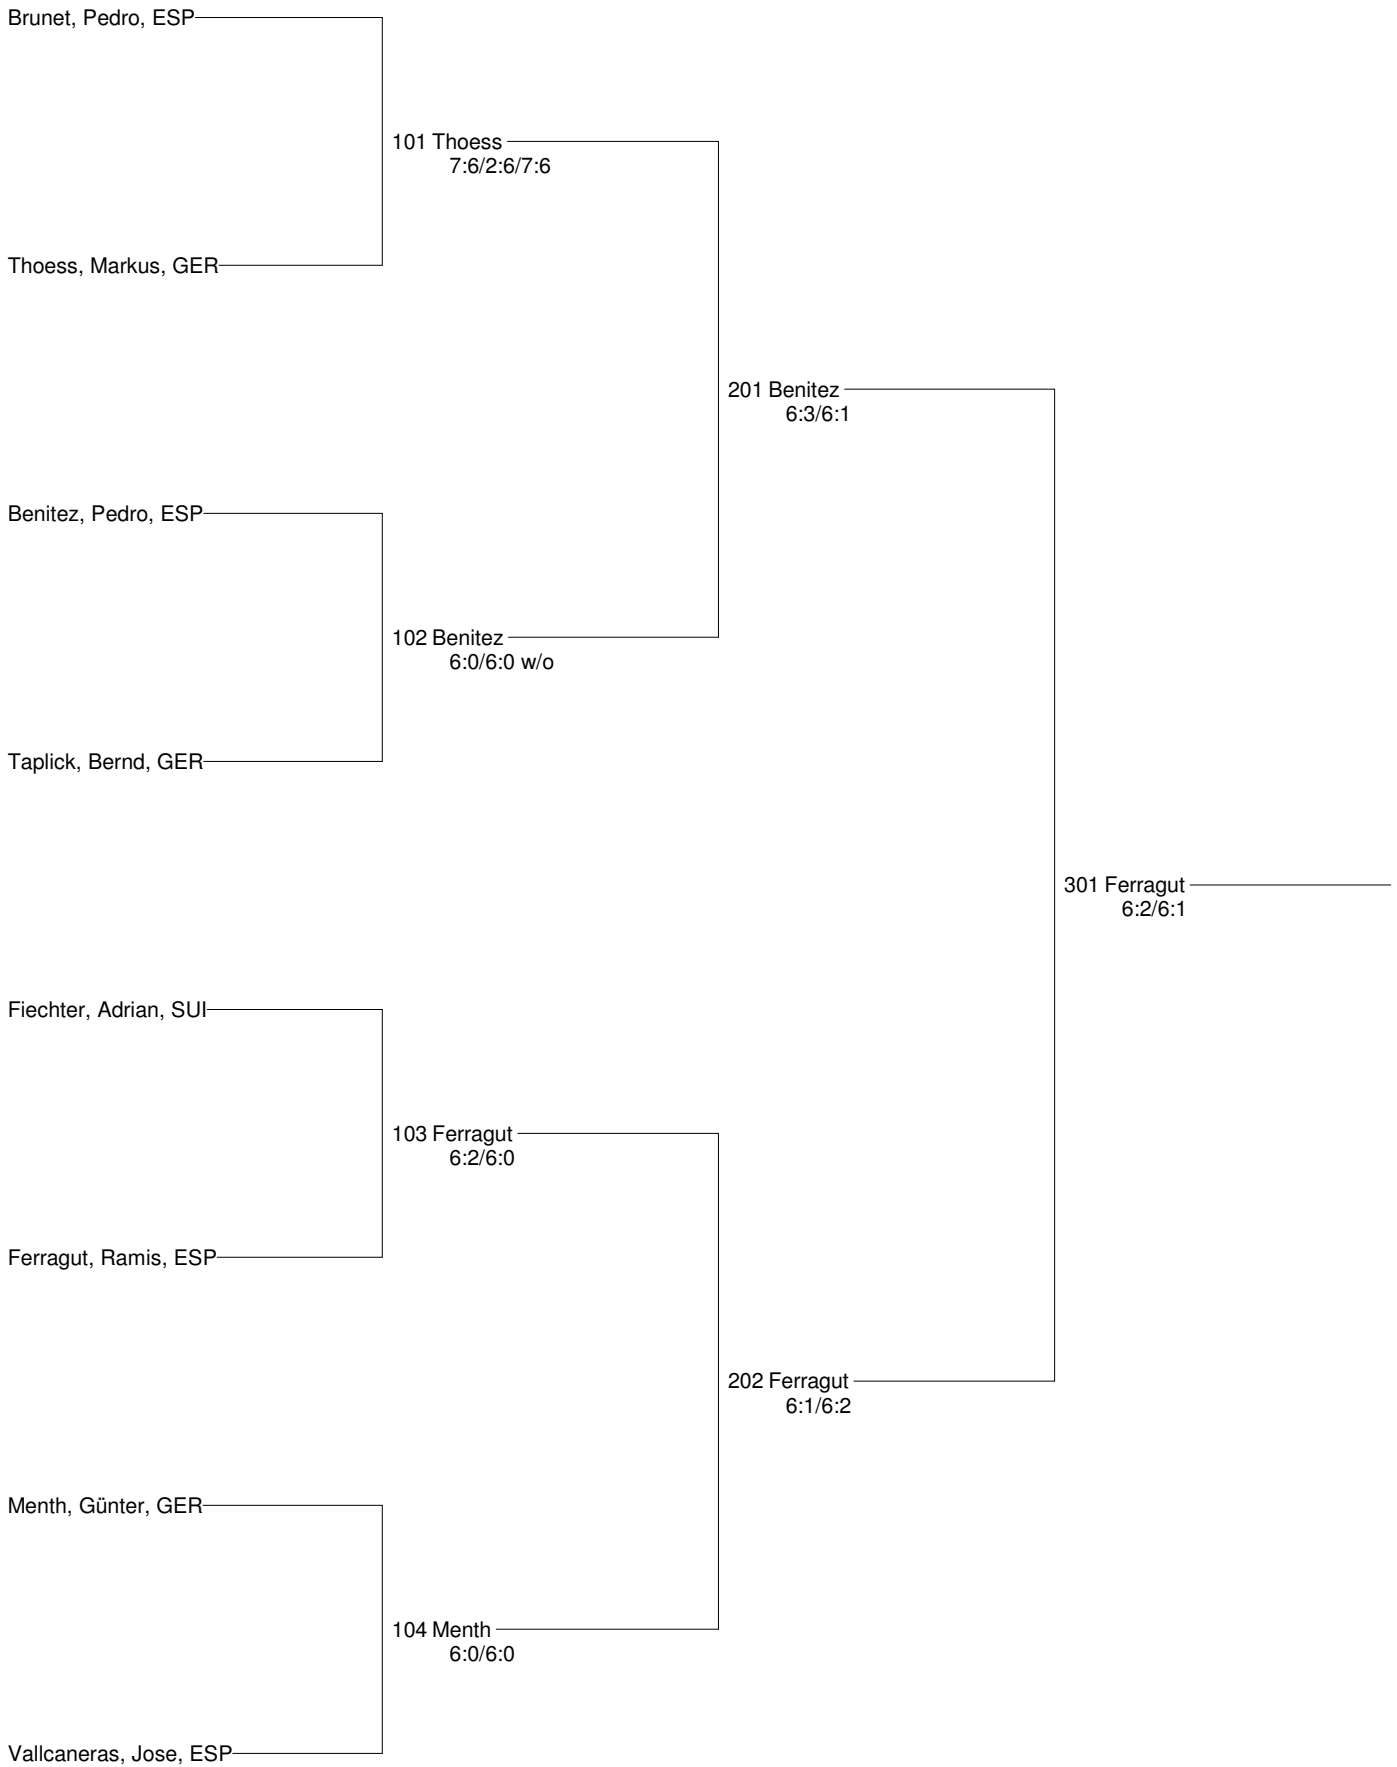 Brunet, Pedro, ESP
101 Thoess
7:6/2:6/7:6
Thoess, Markus, GER
201 Benitez
6:3/6:1
Benitez, Pedro, ESP
102 Benitez
6:0/6:0 w/o
Taplick, Bernd, GER
301 Ferragut
6:2/6:1
Fiechter, Adrian, SUI
103 Ferragut
6:2/6:0
Ferragut, Ramis, ESP
202 Ferragut
6:1/6:2
Menth, Günter, GER
104 Menth
6:0/6:0
Vallcaneras, Jose, ESP